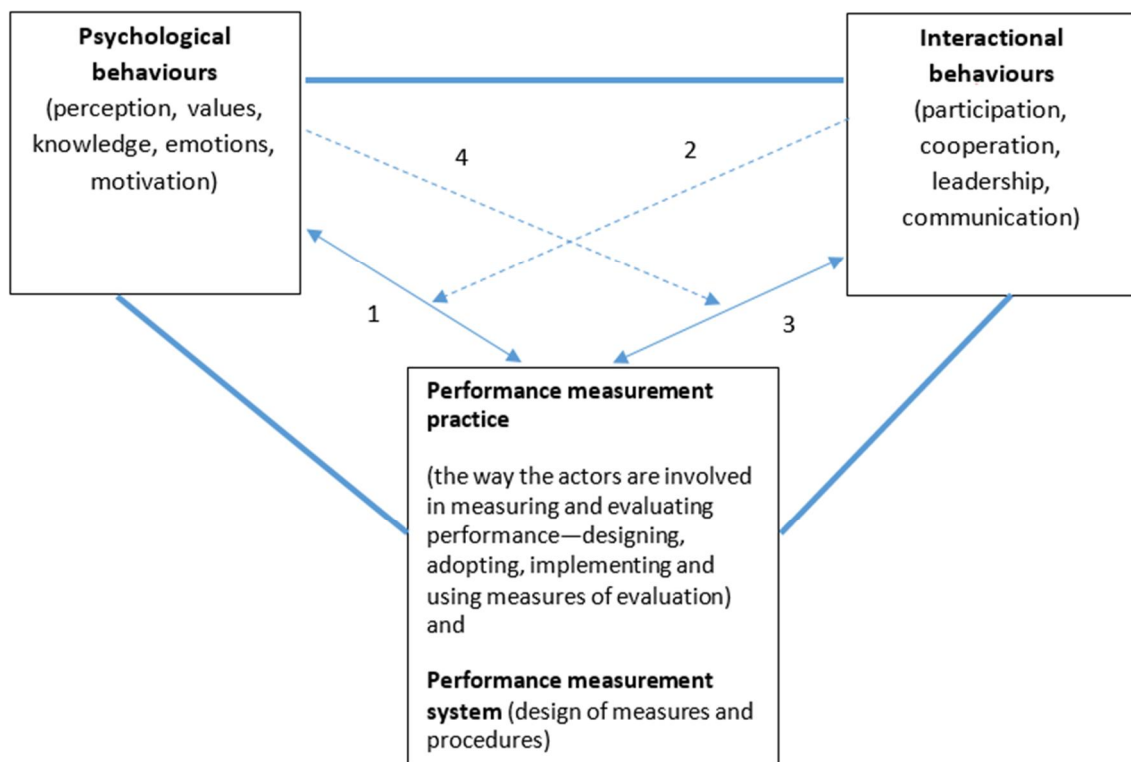 Psychological
behaviours
(perception, values,
knowledge, emotions,
motivation)
Interactional
behaviours
(participation,
cooperation,
leadership,
communication)
4
2
1
3
Performance measurement
practice
(the way the actors are involved
in measuring and evaluating
performance—designing,
adopting, implementing and
using measures of evaluation)
and
Performance measurement
system (design of measures and
procedures)